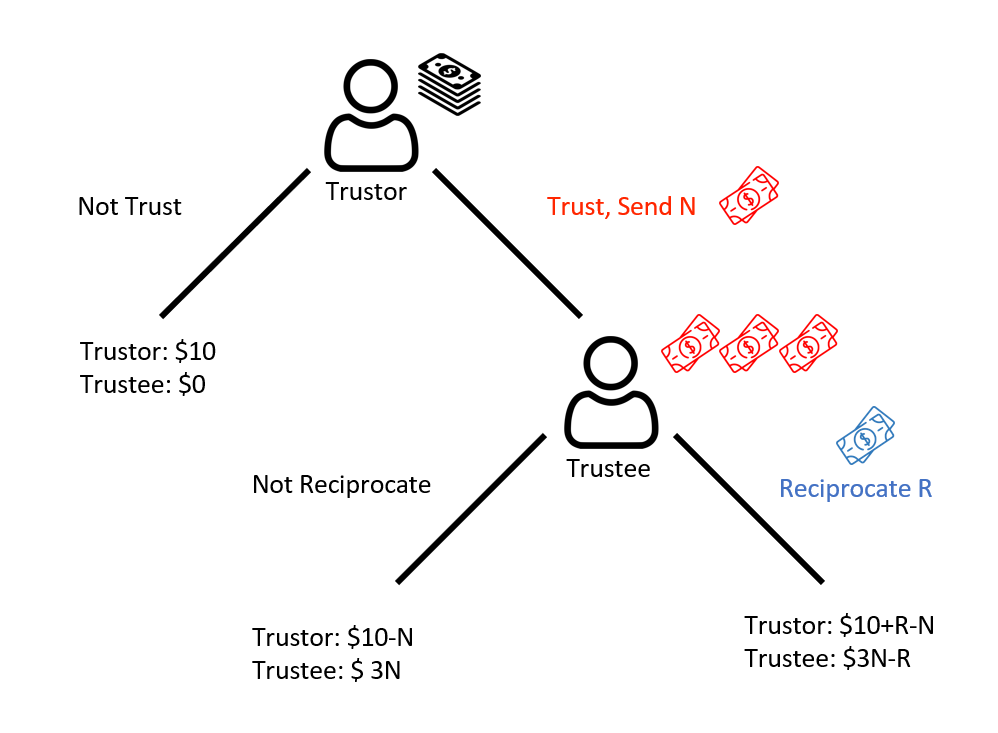 Trustor
Not Trust
Trust, Send N
Trustor: $10
Trustee: $0
Trustee
Not Reciprocate
Reciprocate R
Trustor: $10-N
Trustee: $ 3N
Trustor: $10+R-N
Trustee: $3N-R